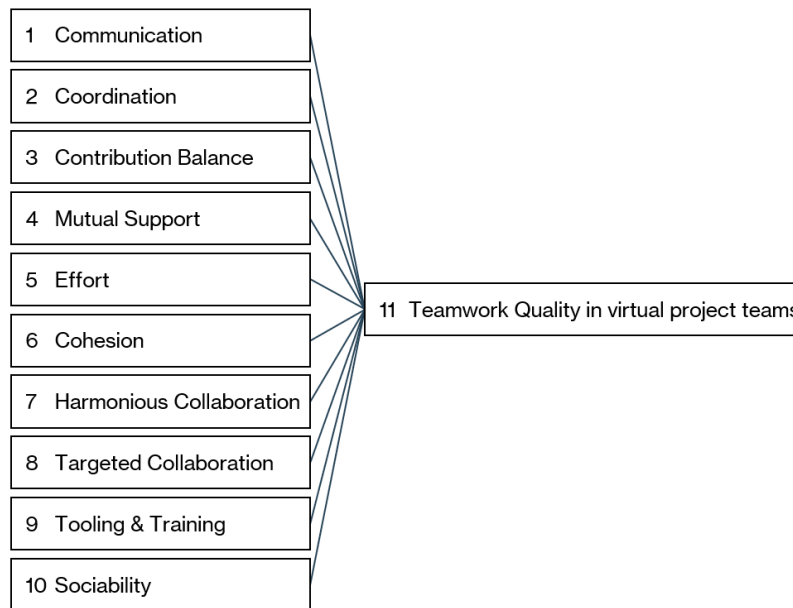 1 Communication
2 Coordination
3 Contribution Balance
4 Mutual Support
5 Effort
6 Cohesion
7 Harmonious Collaboration
8 Targeted Collaboration
9 Tooling & Training
10 Sociability
11 Teamwork Quality in virtual project teams